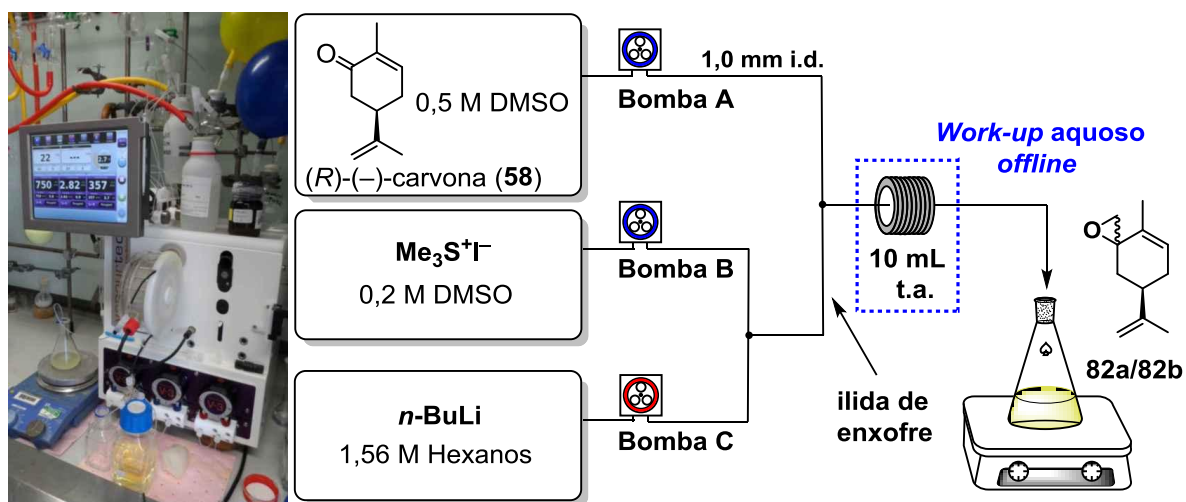 22
750 2.82 357
O
0,5 M DMSO
(R)-(–)-carvona (58)
Bomba A
1,0 mm i.d.
Me3S+I–
0,2 M DMSO
Bomba B
n-BuLi
1,56 M Hexanos
Bomba C
10 mL
t.a.
ilida de
enxofre
Work-up aquoso
offline
O
82a/82b